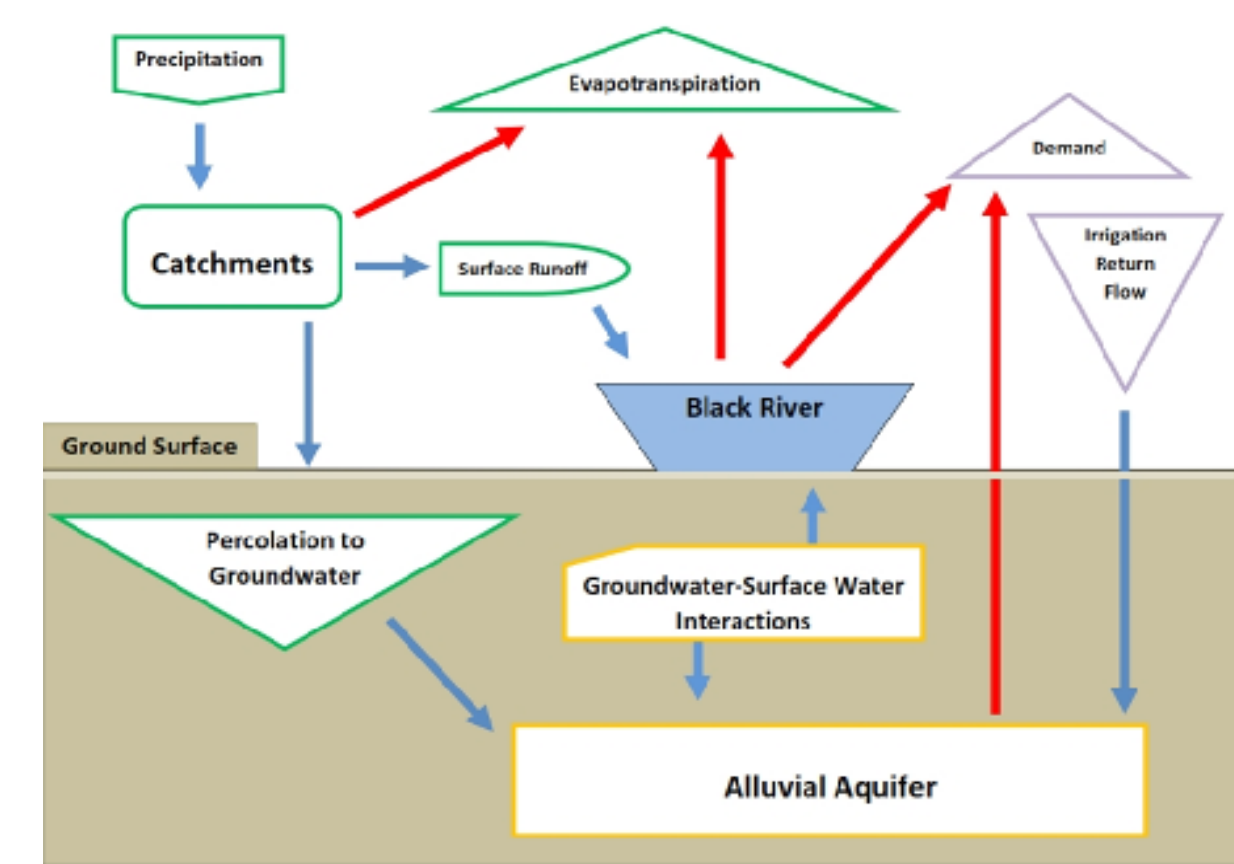 Precipitation
Evapotranspiration
Demand
Catchments
Surface Runoff
Irrigation
Return
Flow
Black River
Ground Surface
Percolation to
Groundwater
Groundwater-Surface Water
Interactions
Alluvial Aquifer